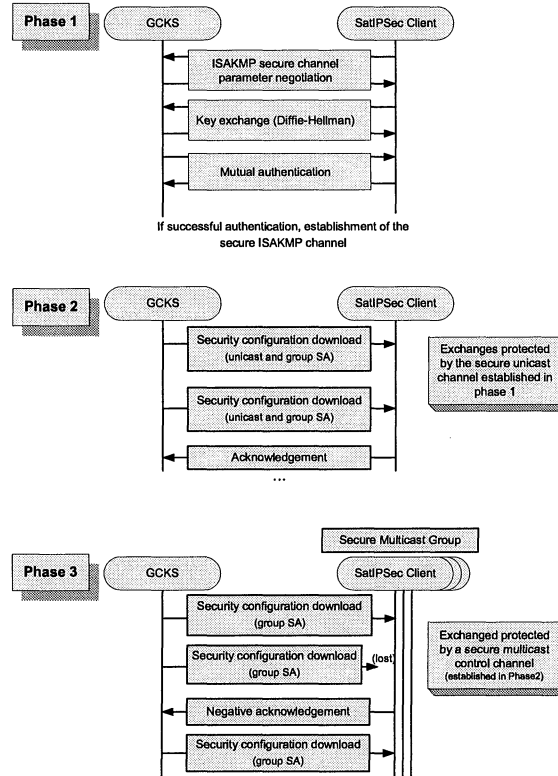 Phase 1
GCKS
SatIPSec Client
ISAKMP secure channel
parameter negotiation
Key exchange (Diffie-Hellman)
Mutual authentication
If successful authentication, establishment of the
secure ISAKMP channel
Phase 2
GCKS
SatIPSec Client
Security configuration download
(unicast and group SA)
Security configuration download
(unicast and group SA)
Acknowledgement
...
Exchanges protected
by the secure unicast
channel established in
phase 1
Secure Multicast Group
Phase 3
GCKS
SatIPSec Client
Security configuration download
(group SA)
Security configuration download
(group SA)
(lost)
Negative acknowledgement
Security configuration download
(group SA)
Exchanged protected
by a secure multicast
control channel
(established in Phase2)